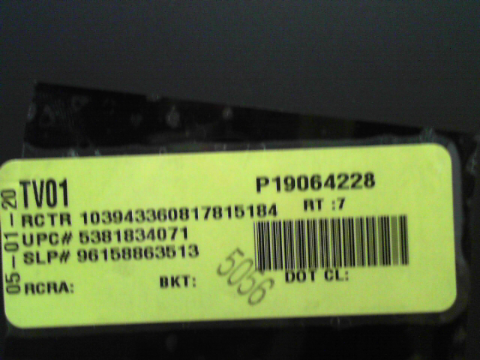 05-01-20
TV01
P19064228
RCTR 103943360817815184
RT :7
UPC# 5381834071
SLP# 96158863513
5056
RCRA:
BKT:
DOT CL: